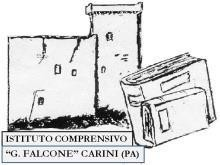 ISTITUTO COMPRENSIVO
“G. FALCONE” CARINI (PA)